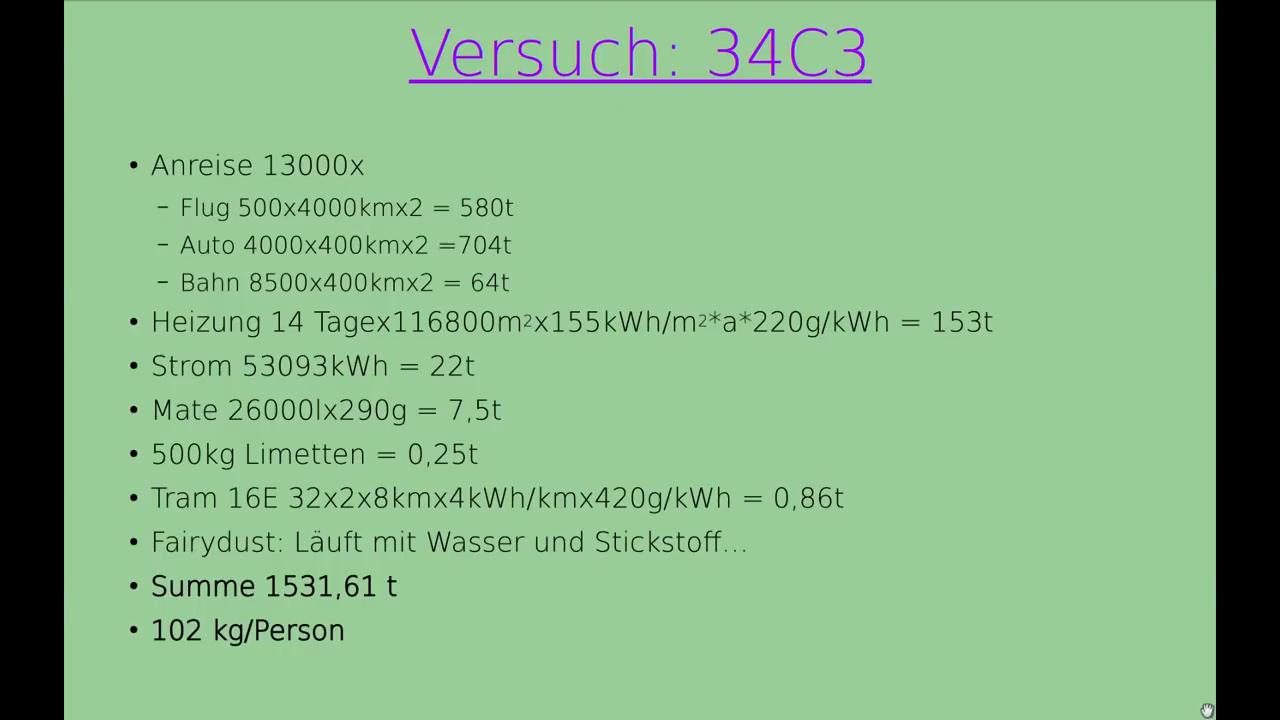 Versuch: 34C3
• Anreise 13000x
– Flug 500x4000kmx2 = 580t
– Auto 4000x400kmx2 =704t
– Bahn 8500x400kmx2 = 64t
• Heizung 14 Tagex116800m²x155kWh/m²*a*220g/kWh = 153t
• Strom 53093kWh = 22t
• Mate 26000lx290g = 7,5t
• 500kg Limetten = 0,25t
• Tram 16E 32x2x8kmx4kWh/kmx420g/kWh = 0,86t
• Fairydust: Läuft mit Wasser und Stickstoff...
• Summe 1531,61 t
• 102 kg/Person